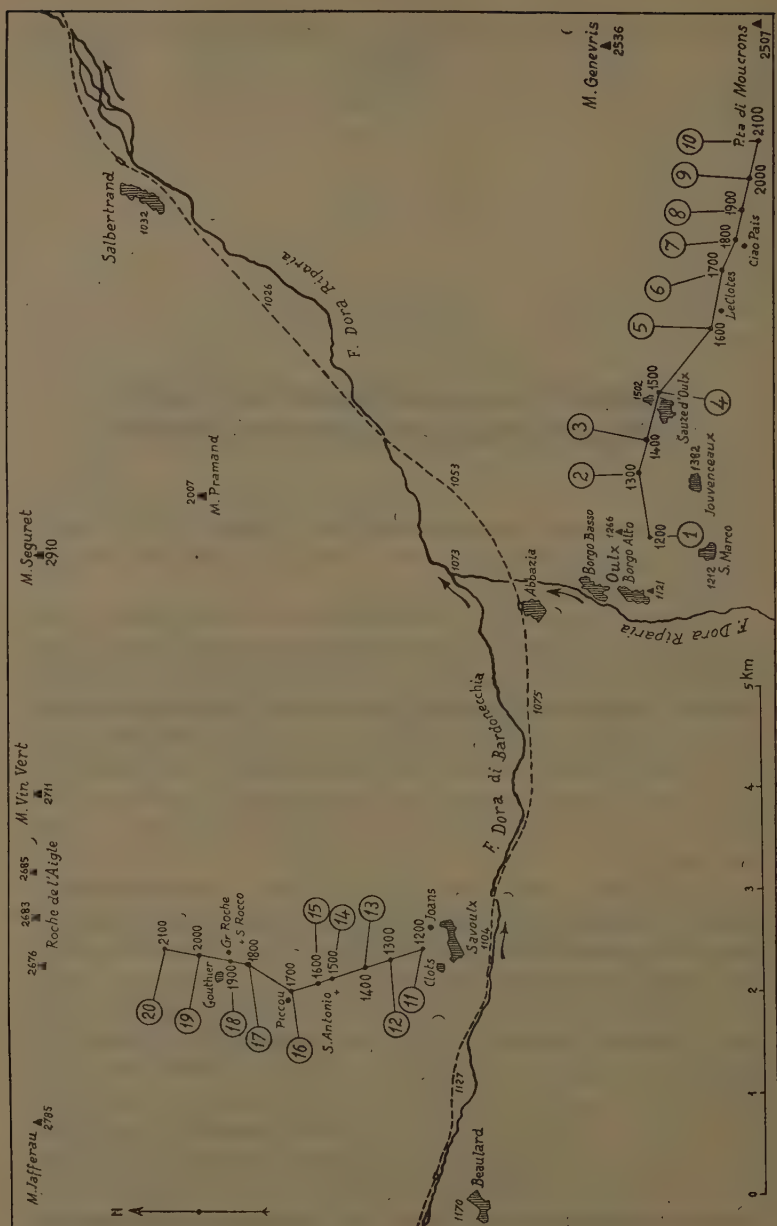 M. Jafferau
2785
2676
2683
2685
Roche de l'Aigle
M. Vin Vert
2711
M. Seguret
2910
2007
M. Pramand
Salbertrand
1032
1026
F. Dora Riparia
N
20
2100
19
2000
Gouthier
18
1900
Gr Roche
S Rocco
17
1800
Piccou
16
1700
15
1600
14
1500
S. Antonio
13
1400
12
1300
11
1200
Clots
Joans
Savoulx
1104
1127
1170
Beaulard
F. Dora di Bardonecchia
1075
1073
1053
Abbazia
Borgo Basso
Oulx
1266
Borgo Alto
1121
F. Dora Riparia
1200
1
1212
S. Marco
2
1300
1382
Jouvenceaux
3
1400
1502
1500
Sauze d'Oulx
4
5
1600
Le Clotes
6
1700
7
1800
Ciao Pais
8
1900
9
2000
10
2100
P.ta di Moucrons
2507
M. Genevris
2536
0
1
2
3
4
5 Km